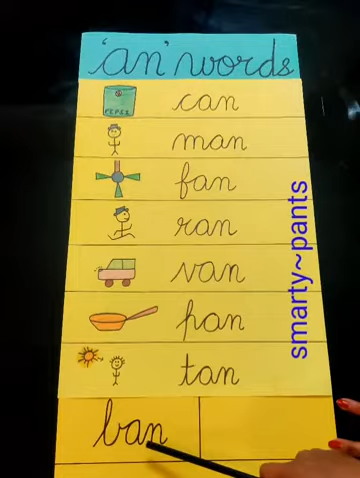 'an' words
can
PEPSI
man
fan
ran
van
pan
tan
ban
smarty~pants